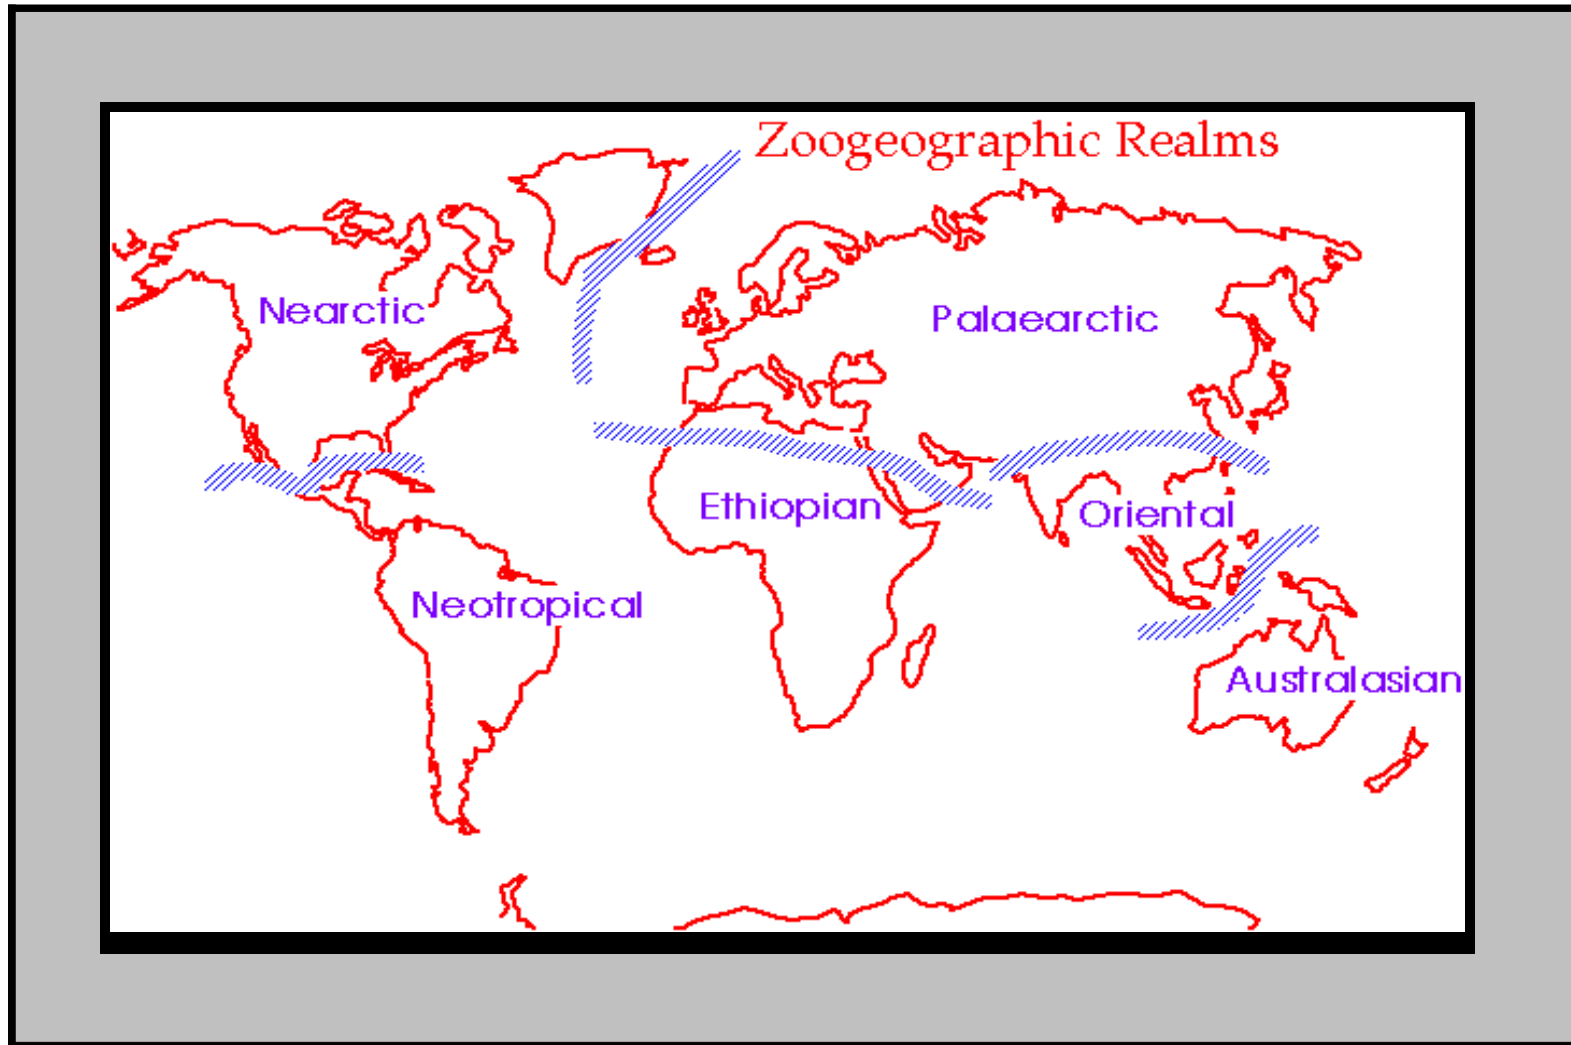 Zoogeographic Realms
Nearctic
Palaearctic
Ethiopian
Oriental
Neotropical
Australasian